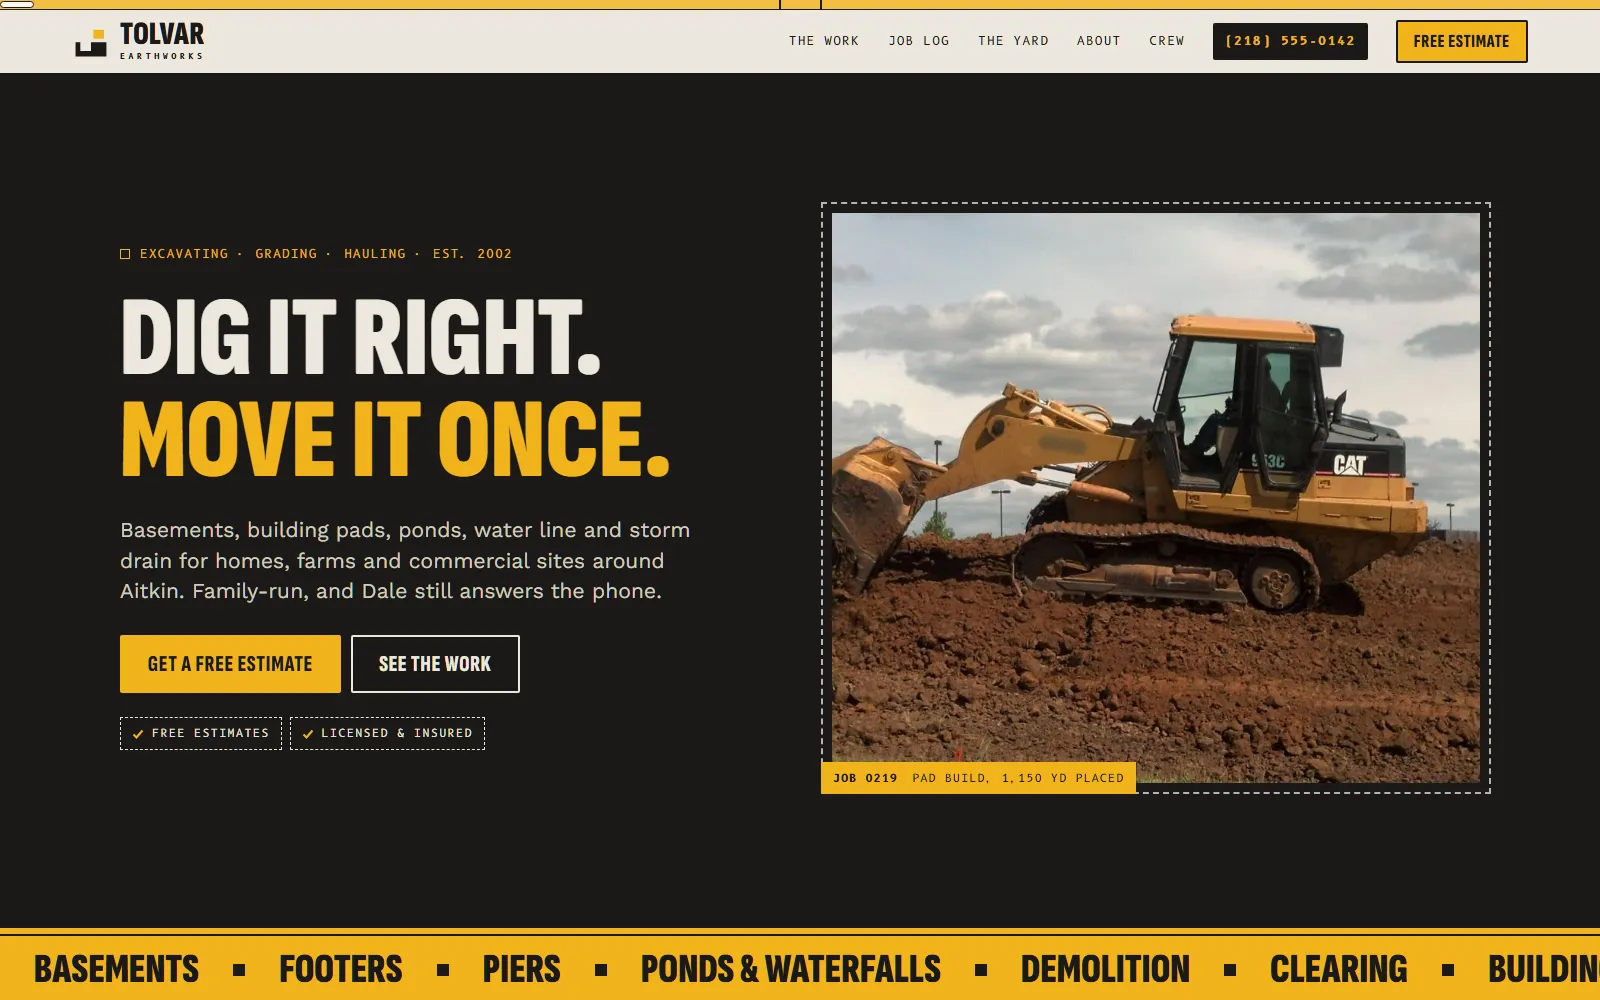 TOLVAR
EARTHWORKS
THE WORK JOB LOG THE YARD ABOUT CREW (218) 555-0142 FREE ESTIMATE
EXCAVATING · GRADING · HAULING · EST. 2002
DIG IT RIGHT.
MOVE IT ONCE.
Basements, building pads, ponds, water line and storm
drain for homes, farms and commercial sites around
Aitkin. Family-run, and Dale still answers the phone.
GET A FREE ESTIMATE SEE THE WORK
FREE ESTIMATES LICENSED & INSURED
953C CAT
JOB 0219 PAD BUILD, 1,150 YD PLACED
BASEMENTS ▪ FOOTERS ▪ PIERS ▪ PONDS & WATERFALLS ▪ DEMOLITION ▪ CLEARING ▪